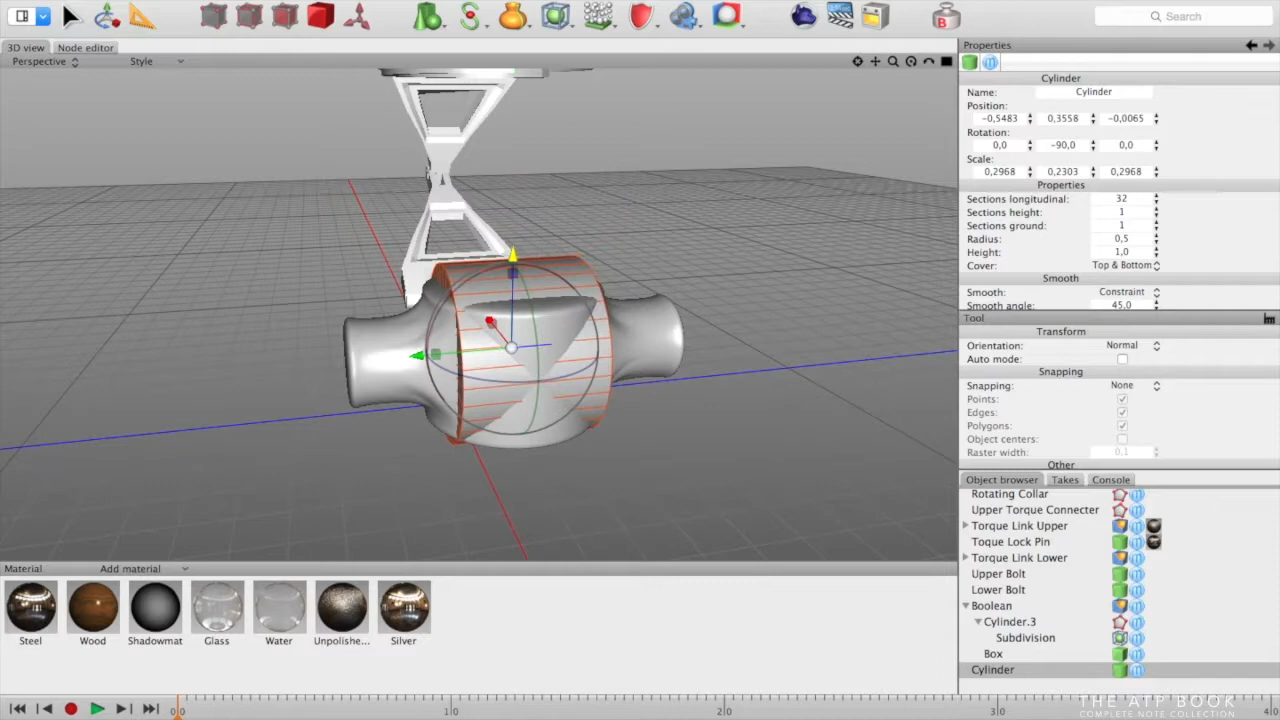 Search
3D view
Node editor
Perspective
Style
Properties
Cylinder
Name:
Cylinder
Position:
-0,5483
0,3558
-0,0065
Rotation:
0,0
-90,0
0,0
Scale:
0,2968
0,2303
0,2968
Properties
Sections longitudinal:
32
Sections height:
1
Sections ground:
1
Radius:
0,5
Height:
1,0
Cover:
Top & Bottom
Smooth
Smooth:
Constraint
Smooth angle:
45,0
Tool
Transform
Orientation:
Normal
Auto mode:
Snapping
Snapping:
None
Points:
Edges:
Polygons:
Object centers:
Raster width:
0,1
Other
Object browser
Takes
Console
Rotating Collar
Upper Torque Connecter
Torque Link Upper
Toque Lock Pin
Torque Link Lower
Upper Bolt
Lower Bolt
Boolean
Cylinder.3
Subdivision
Box
Cylinder
Material
Add material
Steel
Wood
Shadowmat
Glass
Water
Unpolishe...
Silver
0.0
1.0
2.0
3.0
4.0
THE ATP BOOK
COMPLETE NOTE COLLECTION